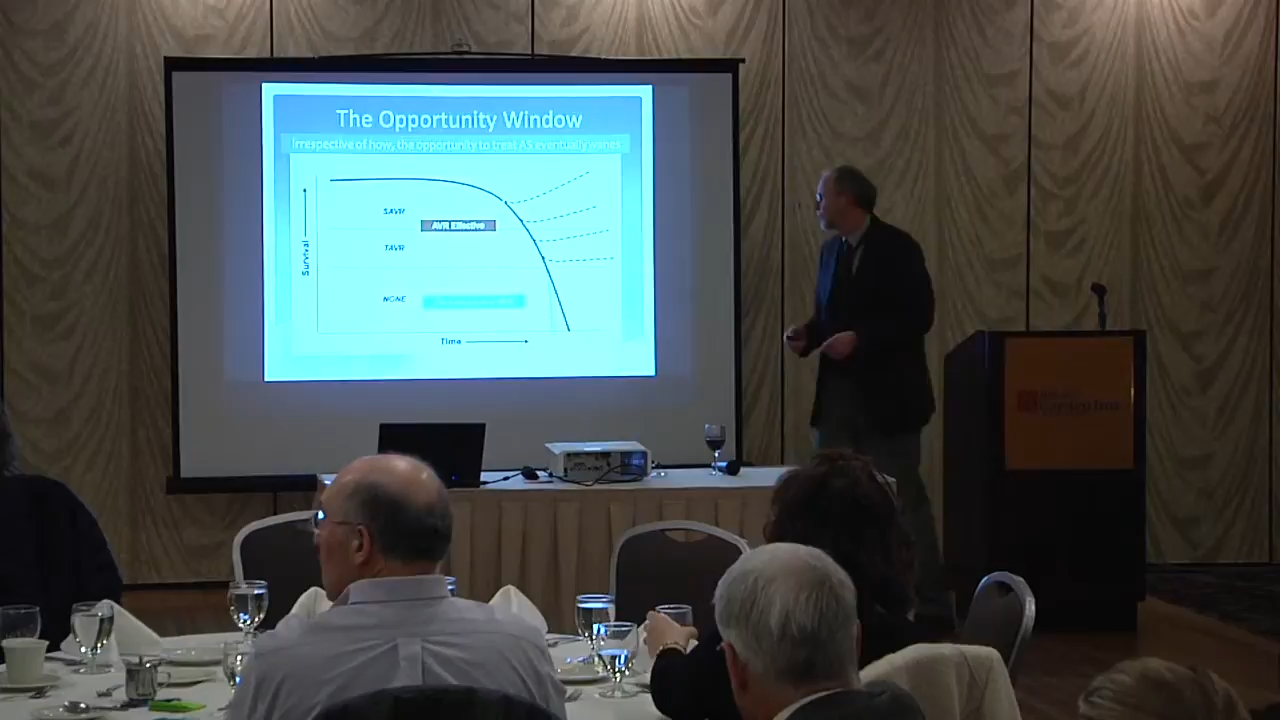 The Opportunity Window
Irrespective of how, the opportunity to treat AS eventually wanes
SAVR
AVR Effective
TAVR
NONE
Survival
Time